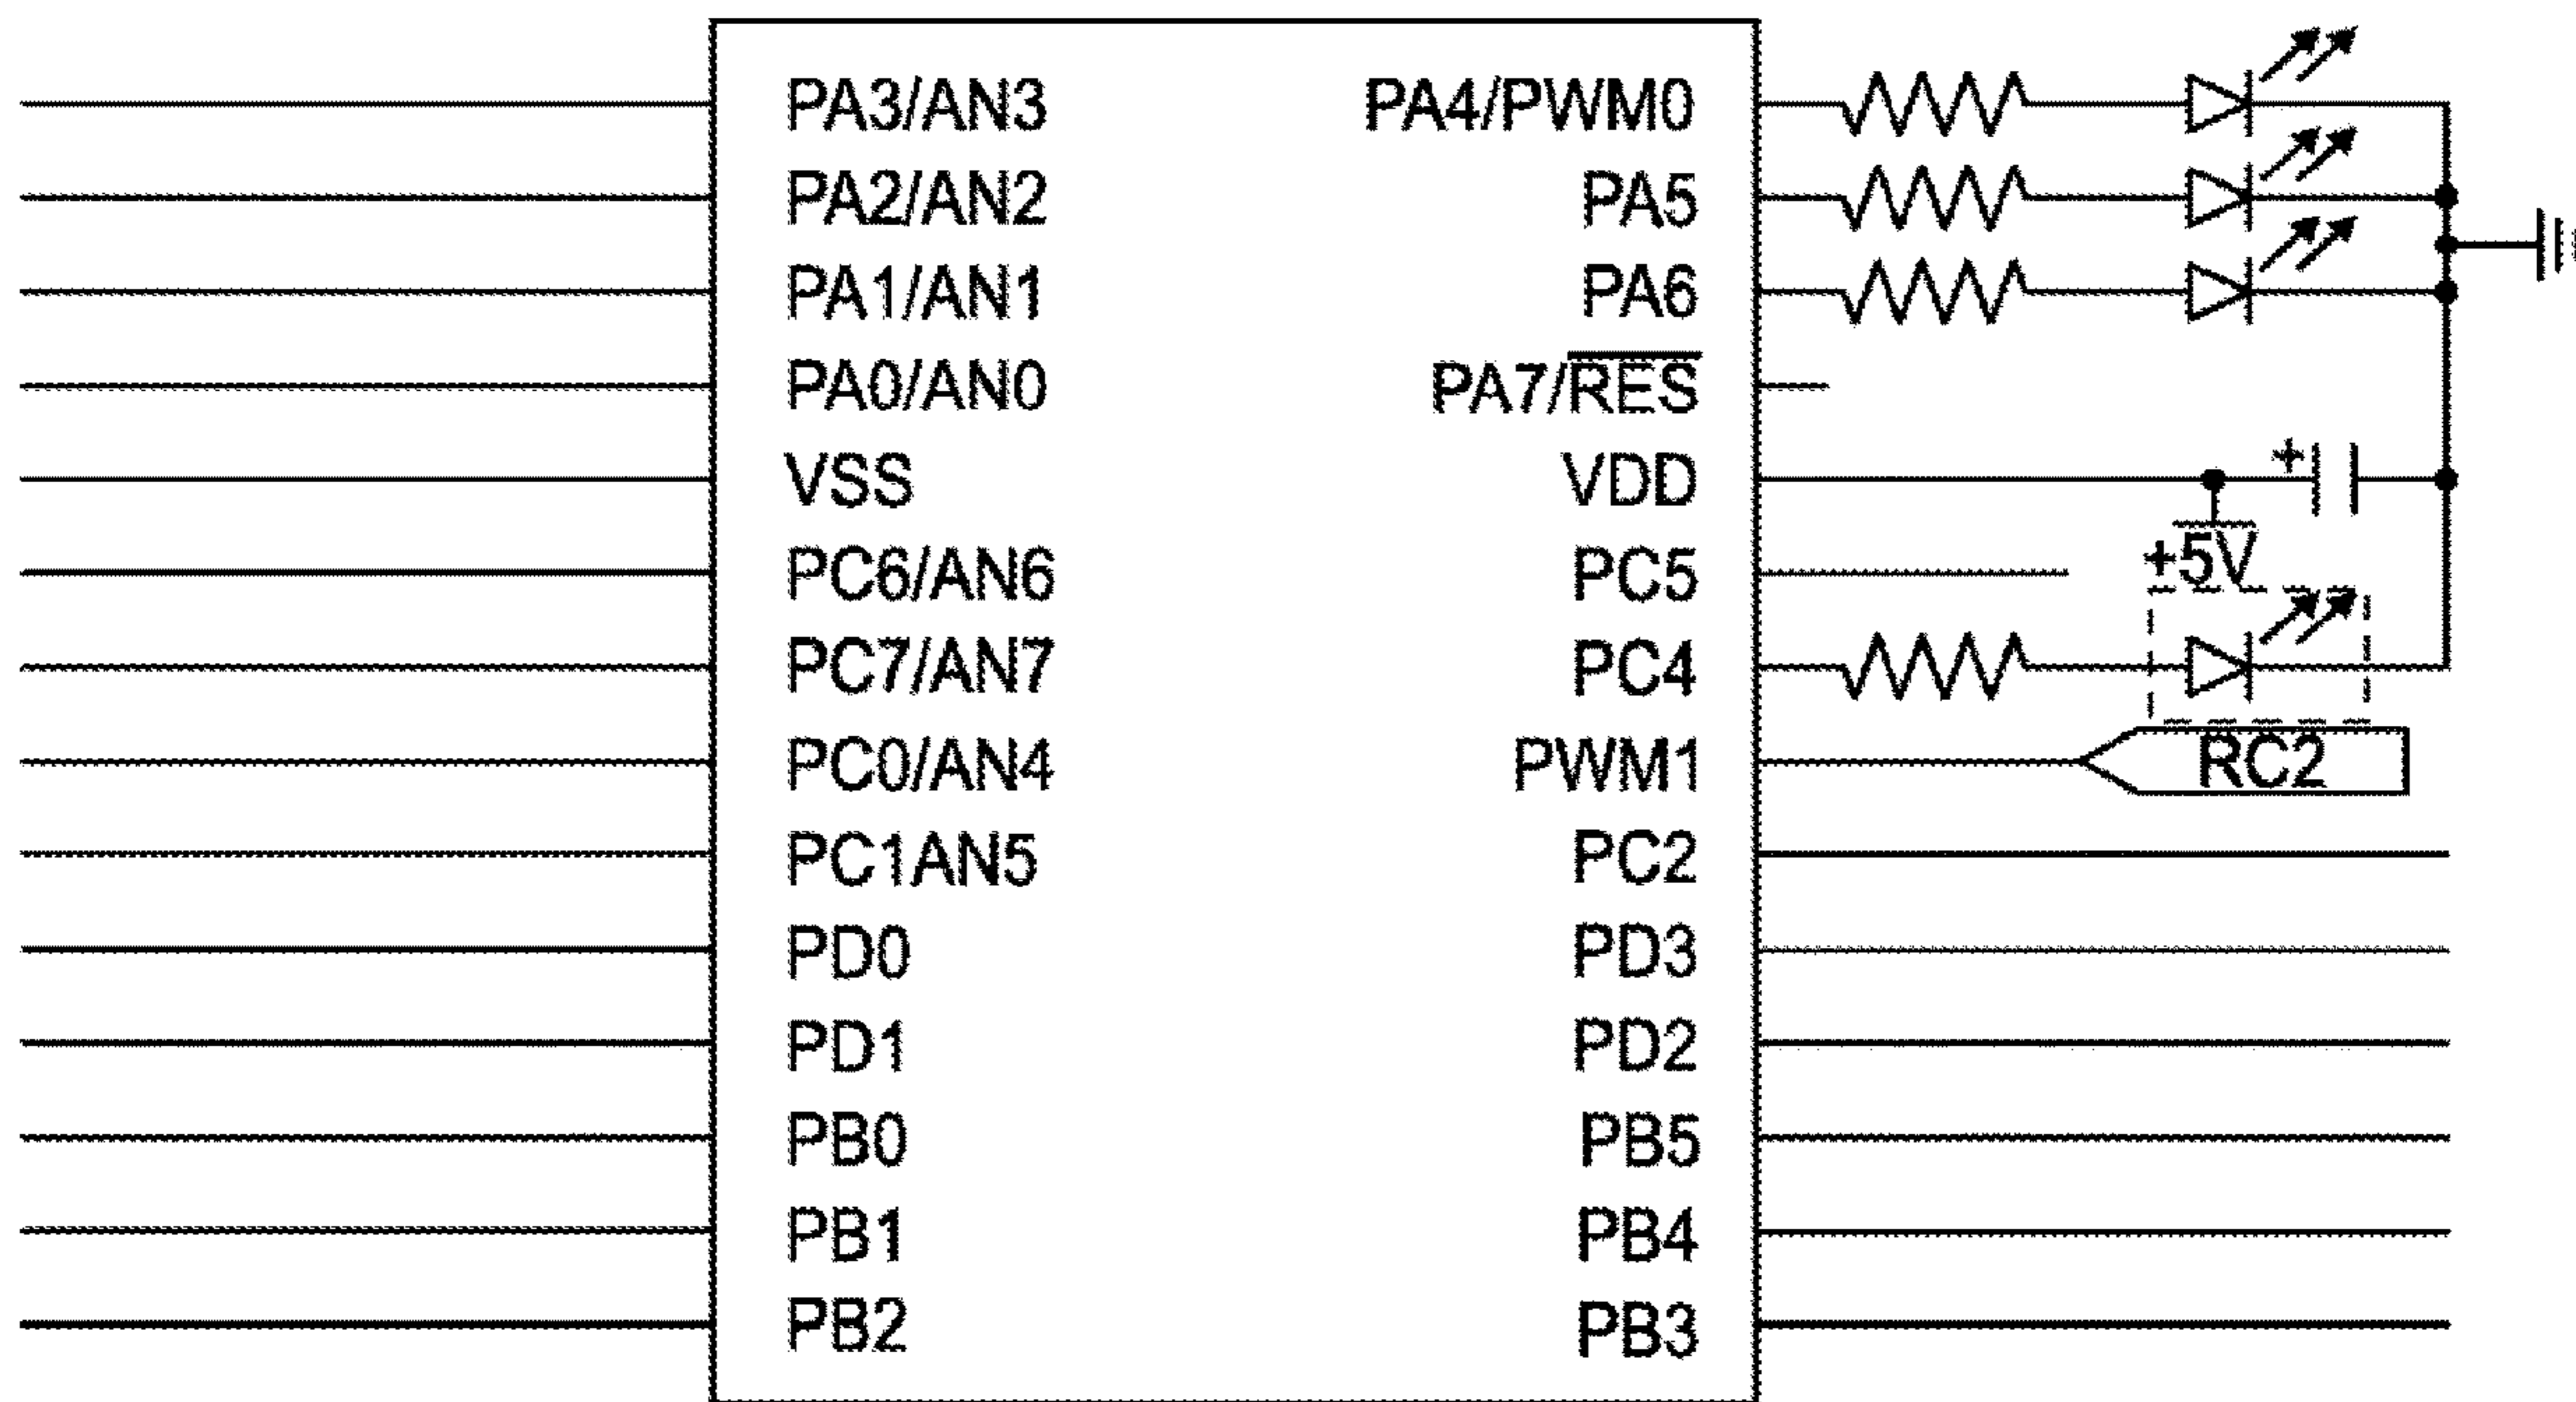 PA3/AN3 PA4/PWM0
PA2/AN2 PA5
PA1/AN1 PA6
PA0/AN0 PA7/RES
VSS VDD +
+5V
PC6/AN6 PC5
PC7/AN7 PC4
PC0/AN4 PWM1 RC2
PC1AN5 PC2
PD0 PD3
PD1 PD2
PB0 PB5
PB1 PB4
PB2 PB3